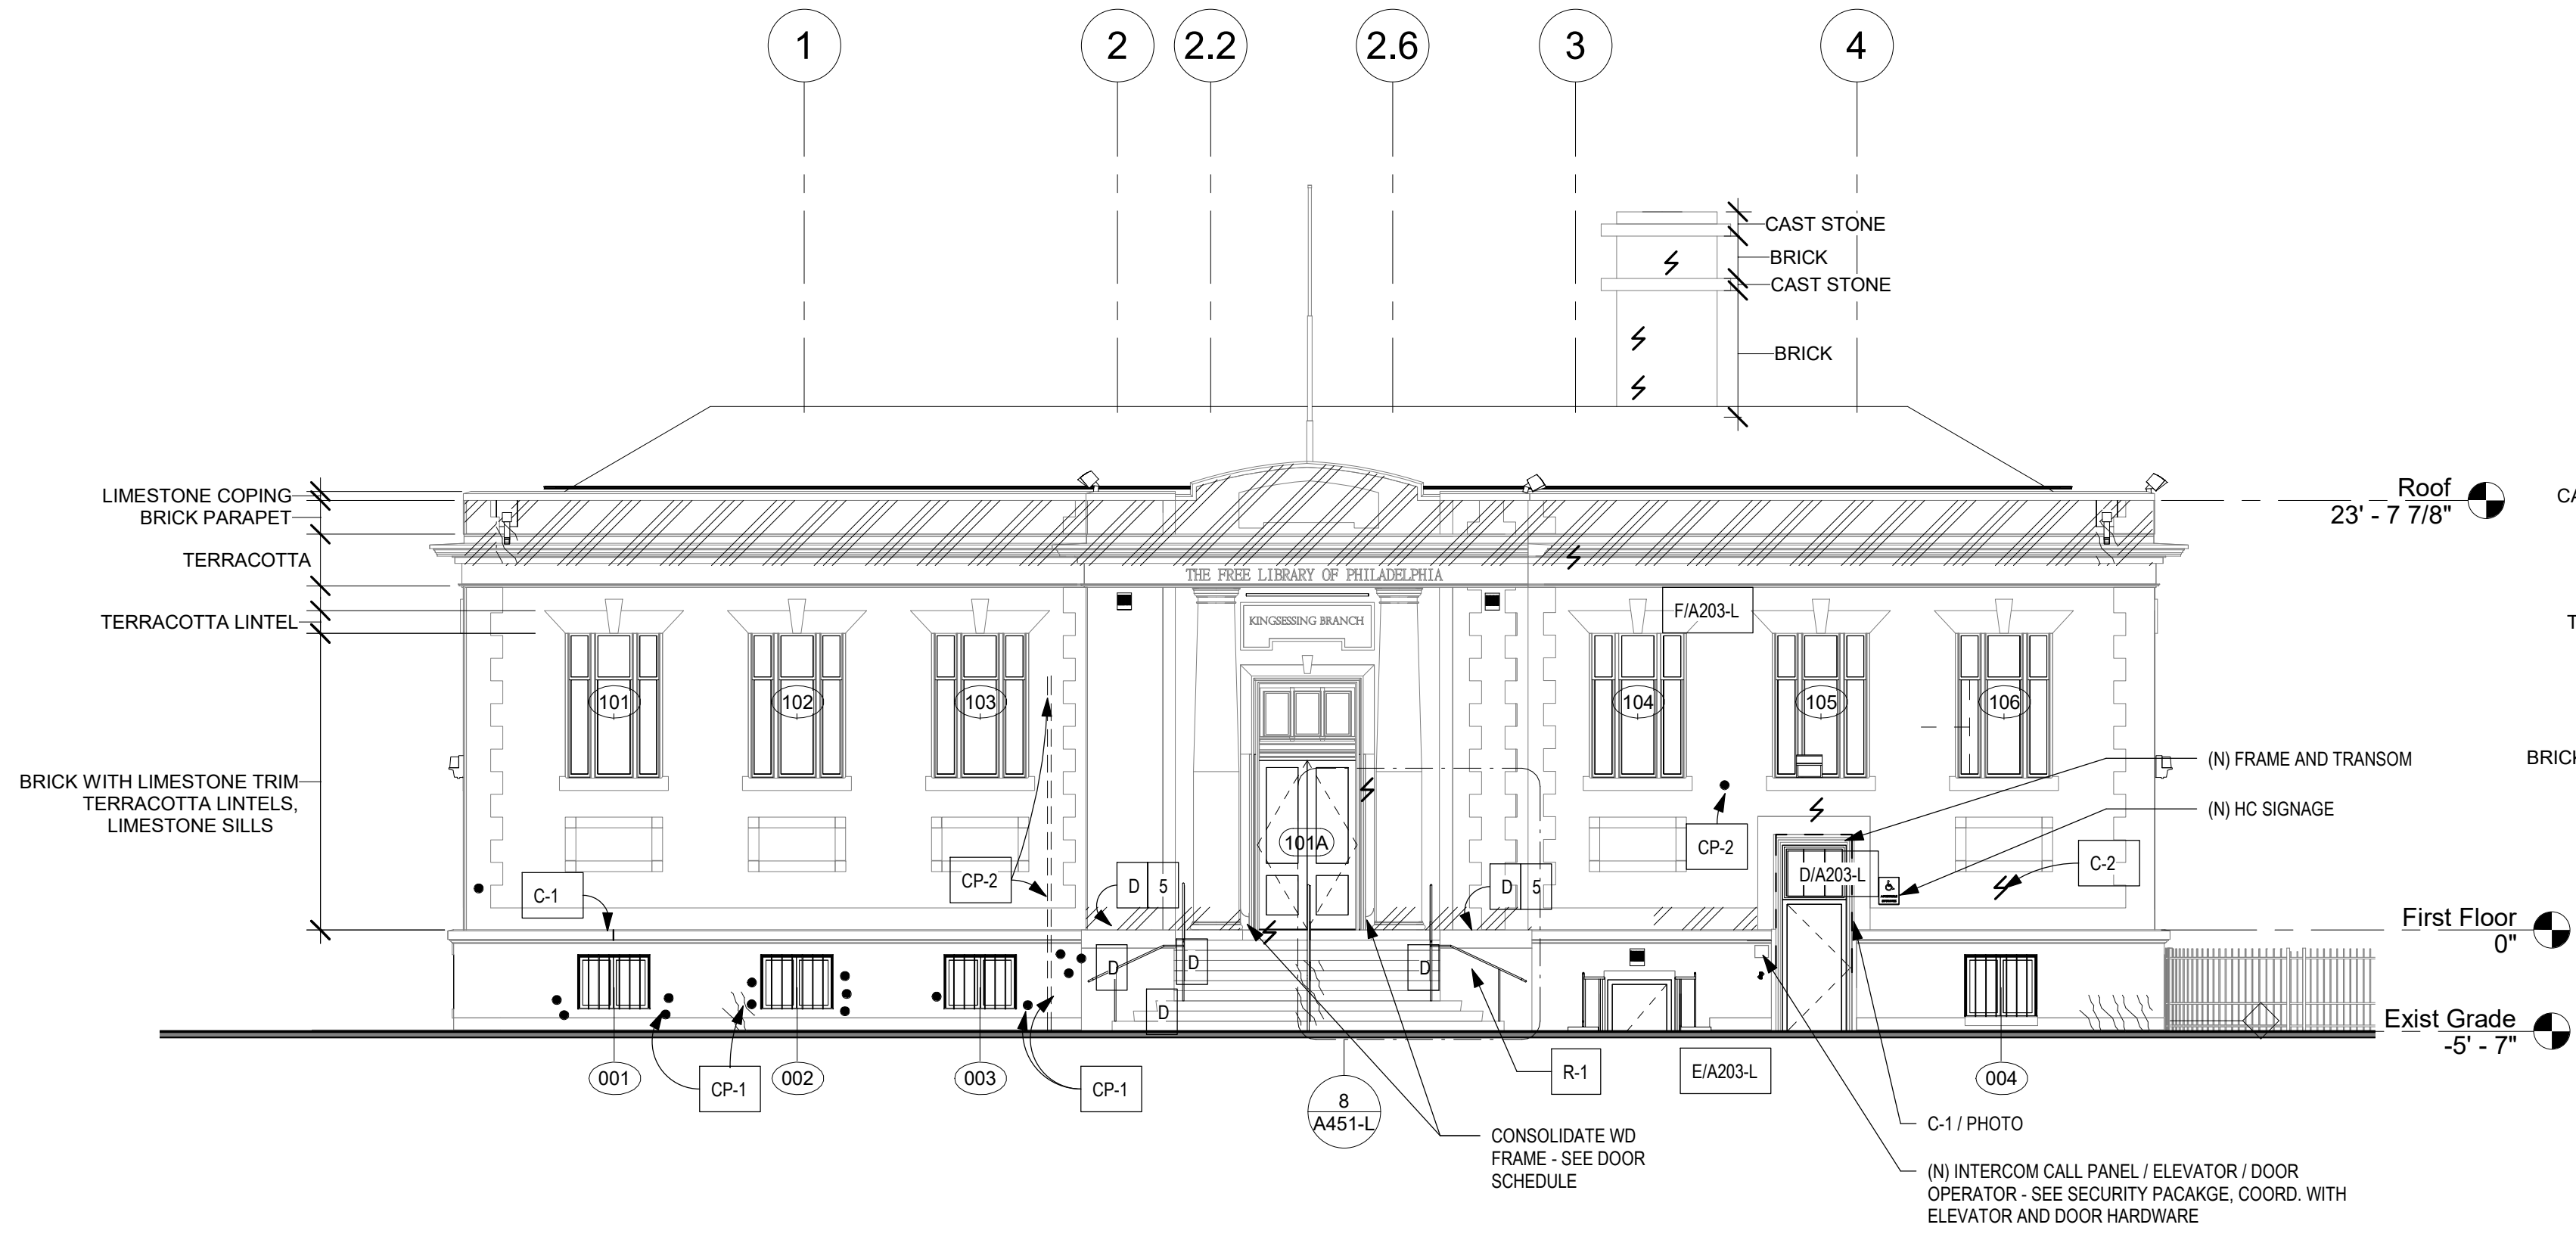 1
2
2.2
2.6
3
4
CAST STONE
BRICK
CAST STONE
BRICK
LIMESTONE COPING
BRICK PARAPET
TERRACOTTA
TERRACOTTA LINTEL
BRICK WITH LIMESTONE TRIM
TERRACOTTA LINTELS,
LIMESTONE SILLS
Roof
23' - 7 7/8"
THE FREE LIBRARY OF PHILADELPHIA
KINGSESSING BRANCH
F/A203-L
101
102
103
104
105
106
(N) FRAME AND TRANSOM
(N) HC SIGNAGE
101A
CP-2
CP-2
C-1
D 5
D 5
D/A203-L
C-2
First Floor
0"
D
D
D
D
Exist Grade
-5' - 7"
001
CP-1
002
003
CP-1
R-1
E/A203-L
004
8
A451-L
CONSOLIDATE WD
FRAME - SEE DOOR
SCHEDULE
C-1 / PHOTO
(N) INTERCOM CALL PANEL / ELEVATOR / DOOR
OPERATOR - SEE SECURITY PACAKGE, COORD. WITH
ELEVATOR AND DOOR HARDWARE